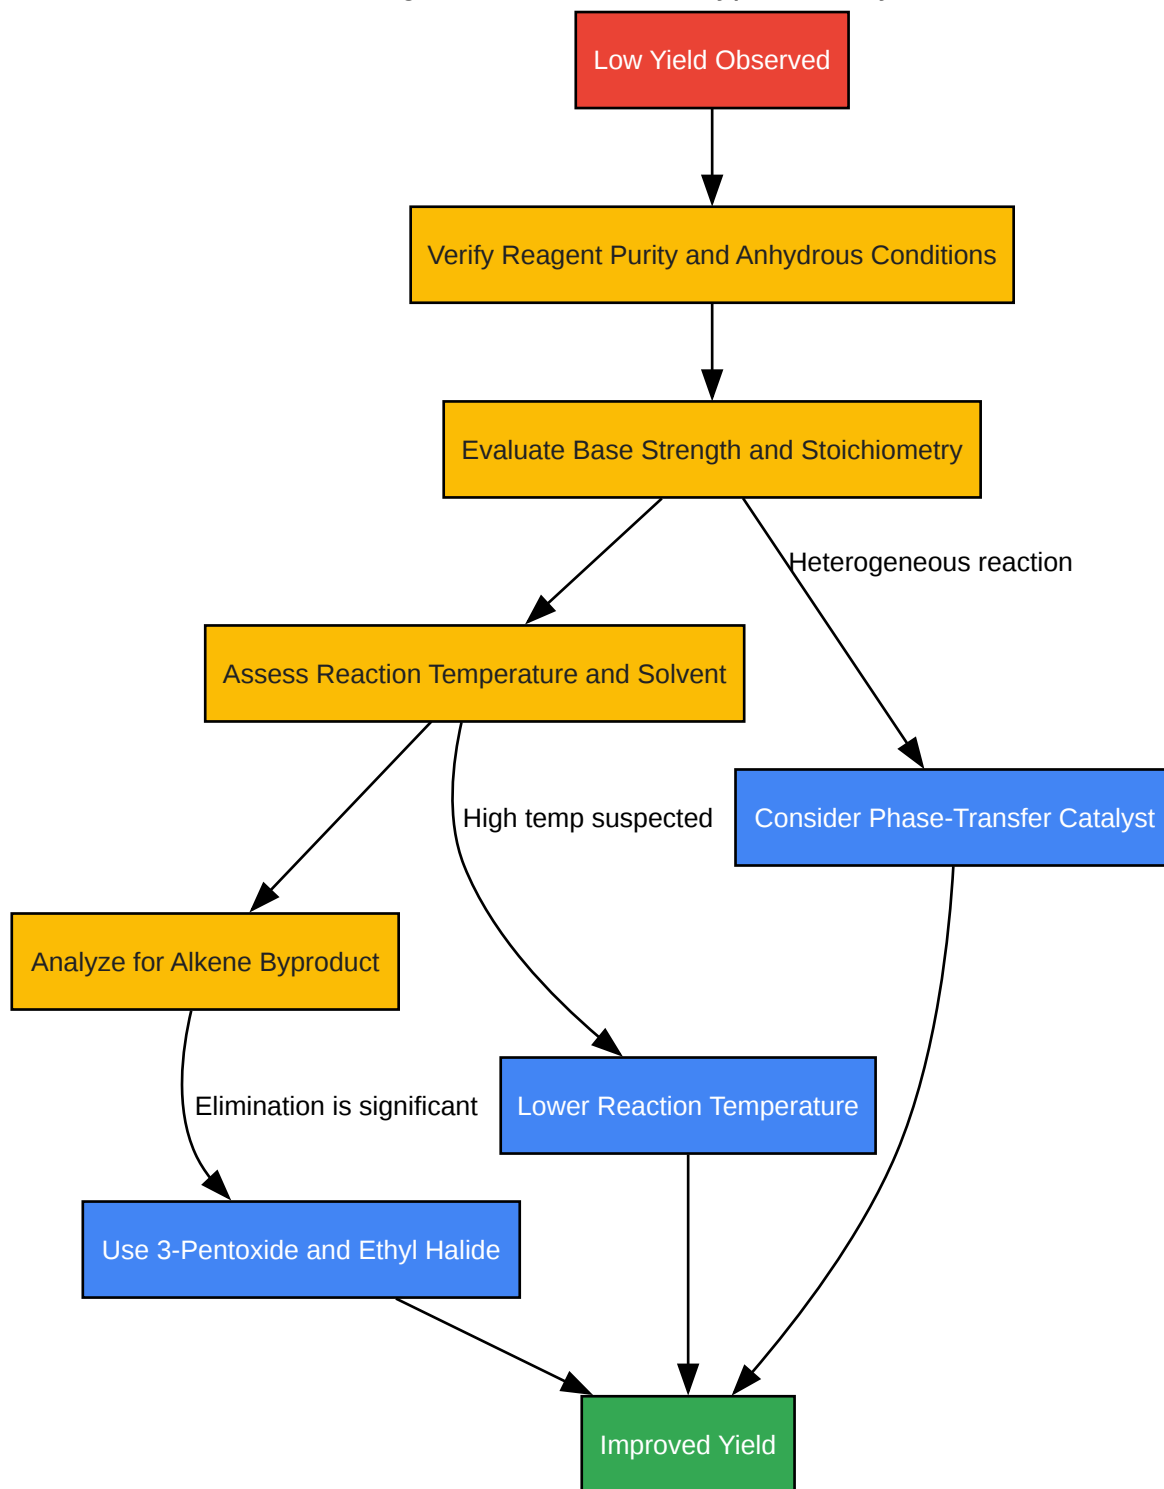 Low Yield Observed
Verify Reagent Purity and Anhydrous Conditions
Evaluate Base Strength and Stoichiometry
Heterogeneous reaction
Assess Reaction Temperature and Solvent
High temp suspected
Consider Phase-Transfer Catalyst
Analyze for Alkene Byproduct
Elimination is significant
Lower Reaction Temperature
Use 3-Pentoxide and Ethyl Halide
Improved Yield